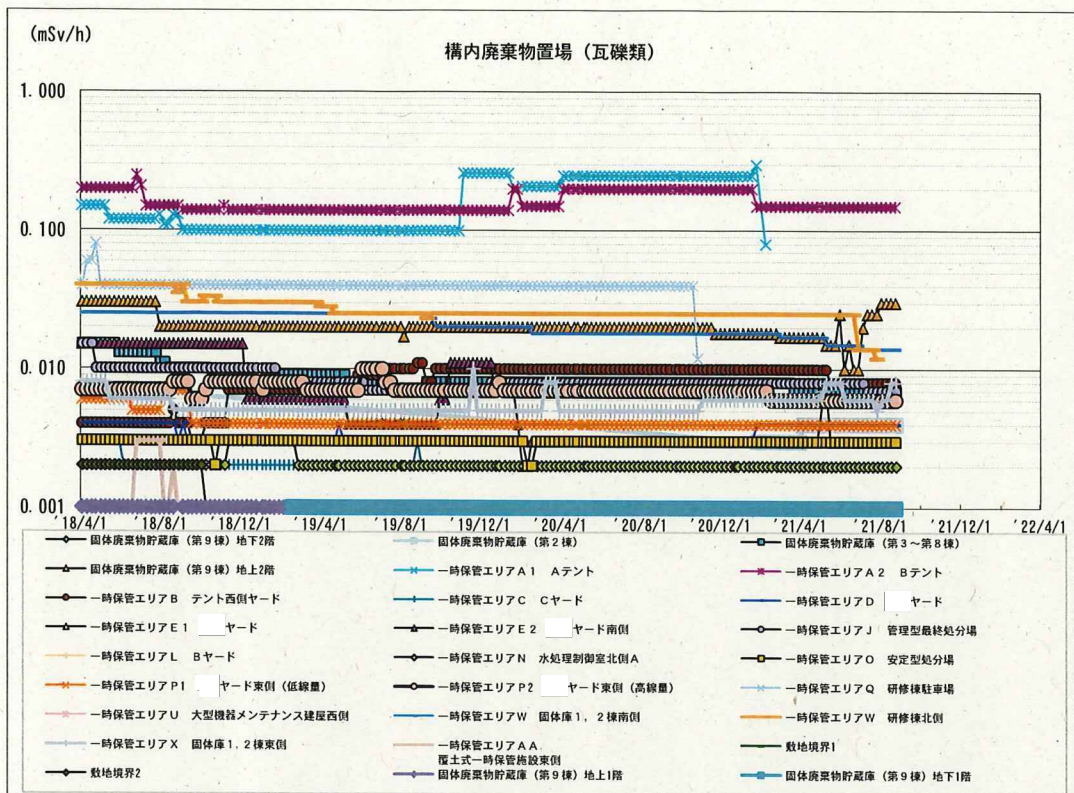 (mSv/h)
構内廃棄物置場（瓦礫類）
1.000
0.100
0.010
0.001
'18/4/1 '18/8/1 '18/12/1 '19/4/1 '19/8/1 '19/12/1 '20/4/1 '20/8/1 '20/12/1 '21/4/1 '21/8/1 '21/12/1 '22/4/1
固体廃棄物貯蔵庫（第９棟）地下2階 固体廃棄物貯蔵庫（第２棟） 固体廃棄物貯蔵庫（第３～第８棟）
固体廃棄物貯蔵庫（第９棟）地上2階 一時保管エリアＡ１ Ａテント 一時保管エリアＡ２ Ｂテント
一時保管エリアＢ テント西側ヤード 一時保管エリアＣ Ｃヤード 一時保管エリアＤ ヤード
一時保管エリアＥ１ ヤード 一時保管エリアＥ２ ヤード南側 一時保管エリアＪ 管理型最終処分場
一時保管エリアＬ Ｂヤード 一時保管エリアＮ 水処理制御室北側Ａ 一時保管エリアＯ 安定型処分場
一時保管エリアＰ1 ヤード東側（低線量） 一時保管エリアＰ２ ヤード東側（高線量） 一時保管エリアＱ 研修棟駐車場
一時保管エリアＵ 大型機器メンテナンス建屋西側 一時保管エリアＷ 固体庫１，２棟南側 一時保管エリアＷ 研修棟北側
一時保管エリアＸ 固体庫1，2棟東側 一時保管エリアＡＡ 敷地境界1
覆土式一時保管施設東側
敷地境界2 固体廃棄物貯蔵庫（第９棟）地上1階 固体廃棄物貯蔵庫（第９棟）地下1階